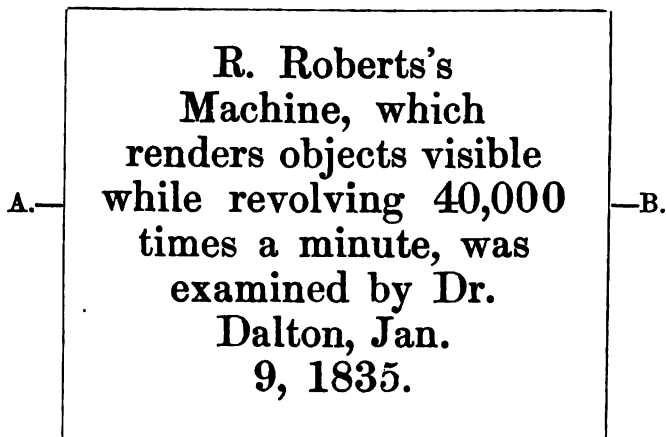 R. Roberts's
Machine, which
renders objects visible
A.— while revolving 40,000 —B.
times a minute, was
examined by Dr.
Dalton, Jan.
9, 1835.